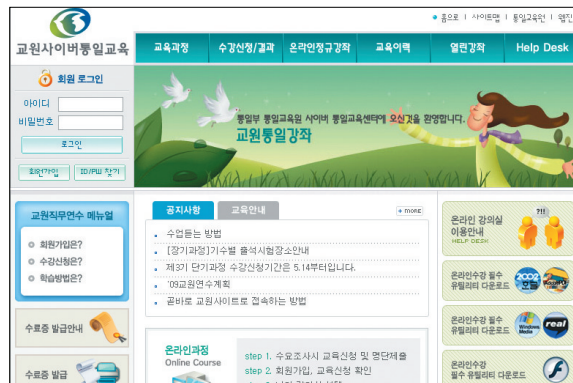 홈으로 | 사이트맵 | 통일교육원 | 웹진
교원사이버통일교육
교육과정 수강신청/결과 온라인정규강좌 교육이력 열린강좌 Help Desk
회원 로그인
아이디
비밀번호
로그인
회원가입 ID/PW 찾기
통일부 통일교육원 사이버 통일교육센터에 오신것을 환영합니다.
교원통일강좌
교원직무연수 메뉴얼
회원가입은?
수강신청은?
학습방법은?
수료증 발급안내
수료증 발급
공지사항 교육안내 + more
수업듣는 방법
[장기과정]기수별 출석시험장소안내
제3기 단기과정 수강신청기간은 5.14부터입니다.
'09교원연수계획
곧바로 교원사이트로 접속하는 방법
온라인과정
Online Course
step 1. 수요조사시 교육신청 및 명단제출
step 2. 회원가입, 교육신청 확인
온라인 강의실
이용안내
HELP DESK
?!!
온라인수강 필수
유틸리티 다운로드
2002
온라인수강 필수
유틸리티 다운로드
Windows
Media
real
온라인수강
필수 유틸리티 다운로드